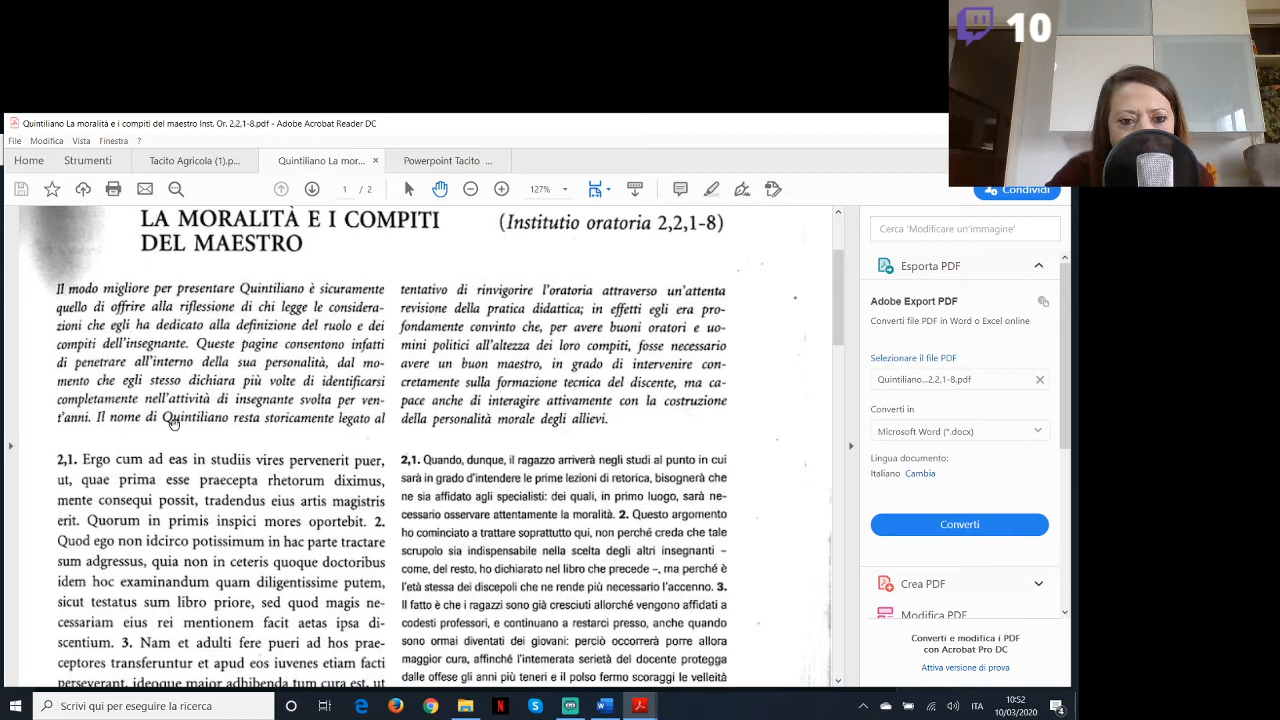 10
Quintiliano La moralità e i compiti del maestro Inst. Or. 2,2,1-8.pdf - Adobe Acrobat Reader DC
File Modifica Vista Finestra ?
Home Strumenti Tacito Agricola (1).p... Quintiliano La mor... × Powerpoint Tacito ...
1 / 2 127% Condividi
LA MORALITÀ E I COMPITI
DEL MAESTRO
(Institutio oratoria 2,2,1-8)
Il modo migliore per presentare Quintiliano è sicuramente
quello di offrire alla riflessione di chi legge le considera-
zioni che egli ha dedicato alla definizione del ruolo e dei
compiti dell'insegnante. Queste pagine consentono infatti
di penetrare all'interno della sua personalità, dal mo-
mento che egli stesso dichiara più volte di identificarsi
completamente nell'attività di insegnante svolta per ven-
t'anni. Il nome di Quintiliano resta storicamente legato al
tentativo di rinvigorire l'oratoria attraverso un'attenta
revisione della pratica didattica; in effetti egli era pro-
fondamente convinto che, per avere buoni oratori e uo-
mini politici all'altezza dei loro compiti, fosse necessario
avere un buon maestro, in grado di intervenire con-
cretamente sulla formazione tecnica del discente, ma ca-
pace anche di interagire attivamente con la costruzione
della personalità morale degli allievi.
2,1. Ergo cum ad eas in studiis vires pervenerit puer,
ut, quae prima esse praecepta rhetorum diximus,
mente consequi possit, tradendus eius artis magistris
erit. Quorum in primis inspici mores oportebit. 2.
Quod ego non idcirco potissimum in hac parte tractare
sum adgressus, quia non in ceteris quoque doctoribus
idem hoc examinandum quam diligentissime putem,
sicut testatus sum libro priore, sed quod magis ne-
cessariam eius rei mentionem facit aetas ipsa di-
scentium. 3. Nam et adulti fere pueri ad hos prae-
ceptores transferuntur et apud eos iuvenes etiam facti
perseverant, ideoque maior adhibenda tum cura est, ut
2,1. Quando, dunque, il ragazzo arriverà negli studi al punto in cui
sarà in grado d'intendere le prime lezioni di retorica, bisognerà che
ne sia affidato agli specialisti: dei quali, in primo luogo, sarà ne-
cessario osservare attentamente la moralità. 2. Questo argomento
ho cominciato a trattare soprattutto qui, non perché creda che tale
scrupolo sia indispensabile nella scelta degli altri insegnanti –
come, del resto, ho dichiarato nel libro che precede –, ma perché è
l'età stessa dei discepoli che ne rende più necessario l'accenno. 3.
Il fatto è che i ragazzi sono già cresciuti allorché vengono affidati a
codesti professori, e continuano a restarci presso, anche quando
sono ormai diventati dei giovani: perciò occorrerà porre allora
maggior cura, affinché l'intemerata serietà del docente protegga
dalle offese gli anni più teneri e il polso fermo scoraggi le velleità
Cerca 'Modificare un'immagine'
Esporta PDF
Adobe Export PDF
Converti file PDF in Word o Excel online
Selezionare il file PDF
Quintiliano...2,2,1-8.pdf
Converti in
Microsoft Word (*.docx)
Lingua documento:
Italiano Cambia
Converti
Crea PDF
Modifica PDF
Converti e modifica i PDF
con Acrobat Pro DC
Attiva versione di prova
Scrivi qui per eseguire la ricerca
ITA
10:52
10/03/2020
4